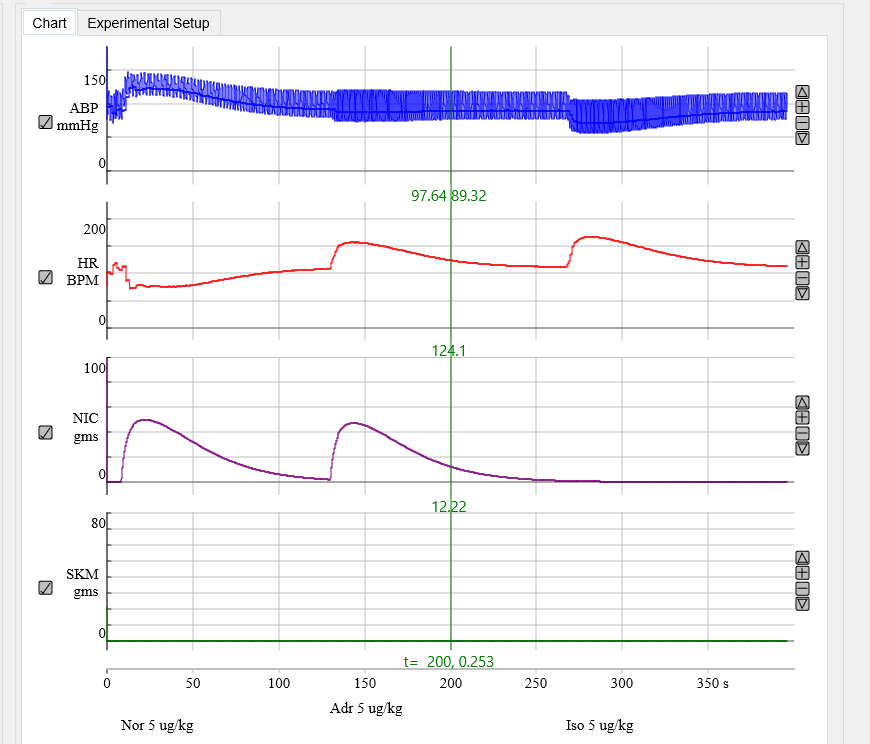 Chart Experimental Setup
150
ABP
mmHg
0
97.64 89.32
200
HR
BPM
0
124.1
100
NIC
gms
0
12.22
80
SKM
gms
0
t= 200, 0.253
0 50 100 150 200 250 300 350 s
Adr 5 ug/kg
Nor 5 ug/kg Iso 5 ug/kg